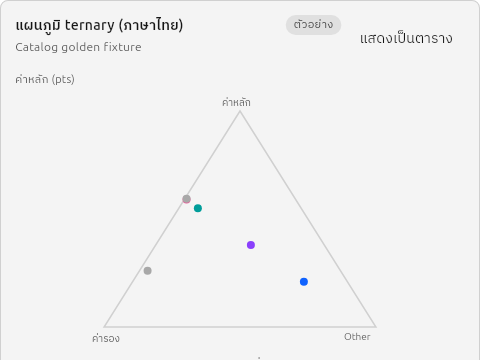 แผนภูมิ ternary (ภาษาไทย)
ตัวอย่าง
แสดงเป็นตาราง
Catalog golden fixture
ค่าหลัก (pts)
ค่าหลัก
ค่ารอง
Other